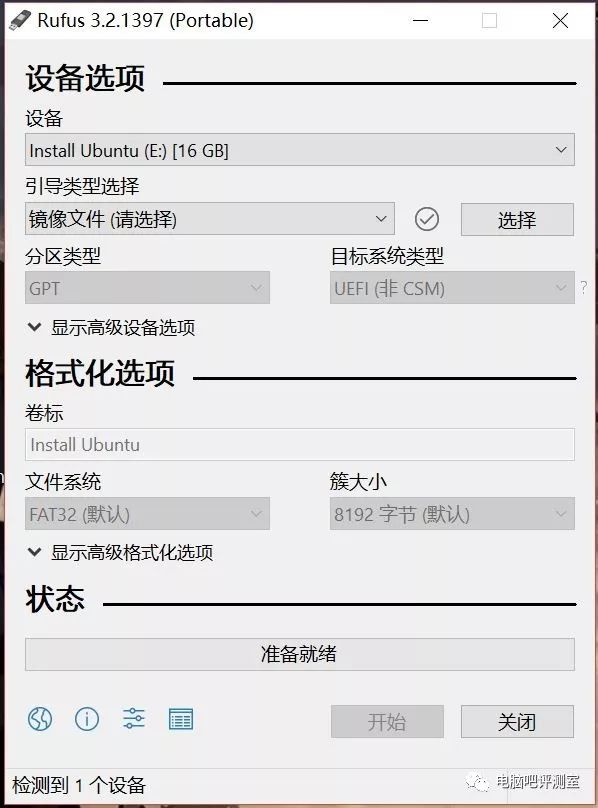 Rufus 3.2.1397 (Portable)
设备选项
设备
Install Ubuntu (E:) [16 GB]
引导类型选择
镜像文件 (请选择)
选择
分区类型
目标系统类型
GPT
UEFI (非 CSM)
?
显示高级设备选项
格式化选项
卷标
Install Ubuntu
文件系统
簇大小
FAT32 (默认)
8192 字节 (默认)
显示高级格式化选项
状态
准备就绪
开始
关闭
检测到 1 个设备
电脑吧评测室